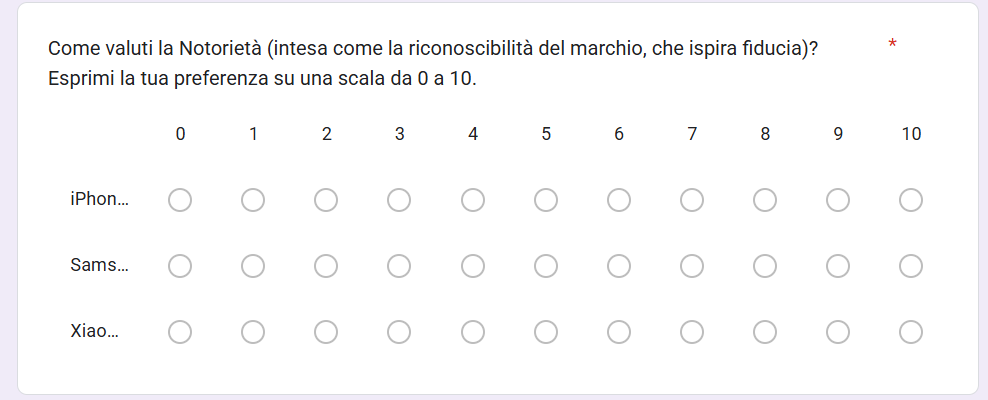 Come valuti la Notorietà (intesa come la riconoscibilità del marchio, che ispira fiducia)? *
Esprimi la tua preferenza su una scala da 0 a 10.
0 1 2 3 4 5 6 7 8 9 10
iPhon...
Sams...
Xiao...